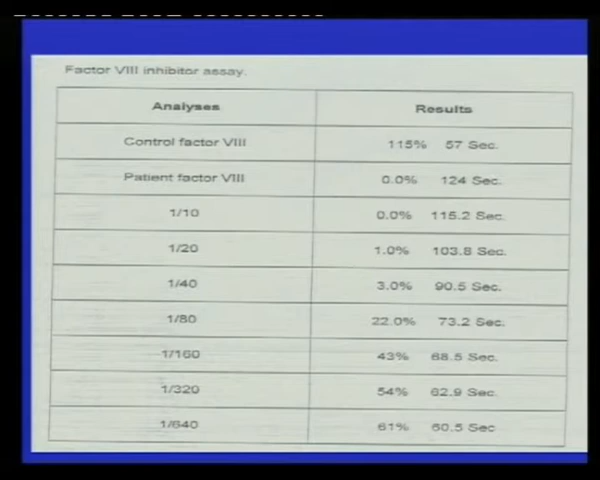 Factor VIII inhibitor assay.
Analyses Results
Control factor VIII 115% 57 Sec.
Patient factor VIII 0.0% 124 Sec.
1/10 0.0% 115.2 Sec.
1/20 1.0% 103.8 Sec.
1/40 3.0% 90.5 Sec.
1/80 22.0% 73.2 Sec.
1/160 43% 68.5 Sec.
1/320 54% 62.9 Sec.
1/640 61% 60.5 Sec